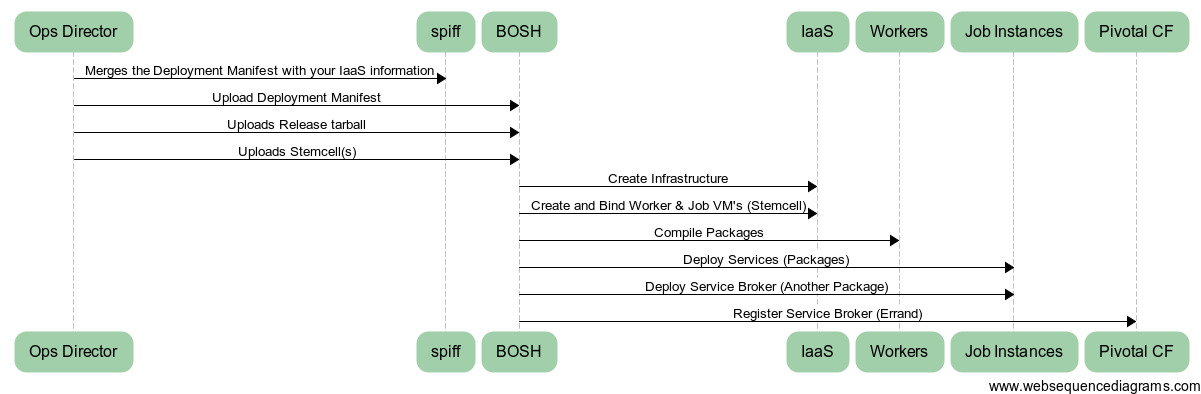 Ops Director
spiff
BOSH
IaaS
Workers
Job Instances
Pivotal CF
Merges the Deployment Manifest with your IaaS information
Upload Deployment Manifest
Uploads Release tarball
Uploads Stemcell(s)
Create Infrastructure
Create and Bind Worker & Job VM's (Stemcell)
Compile Packages
Deploy Services (Packages)
Deploy Service Broker (Another Package)
Register Service Broker (Errand)
Ops Director
spiff
BOSH
IaaS
Workers
Job Instances
Pivotal CF
www.websequencediagrams.com